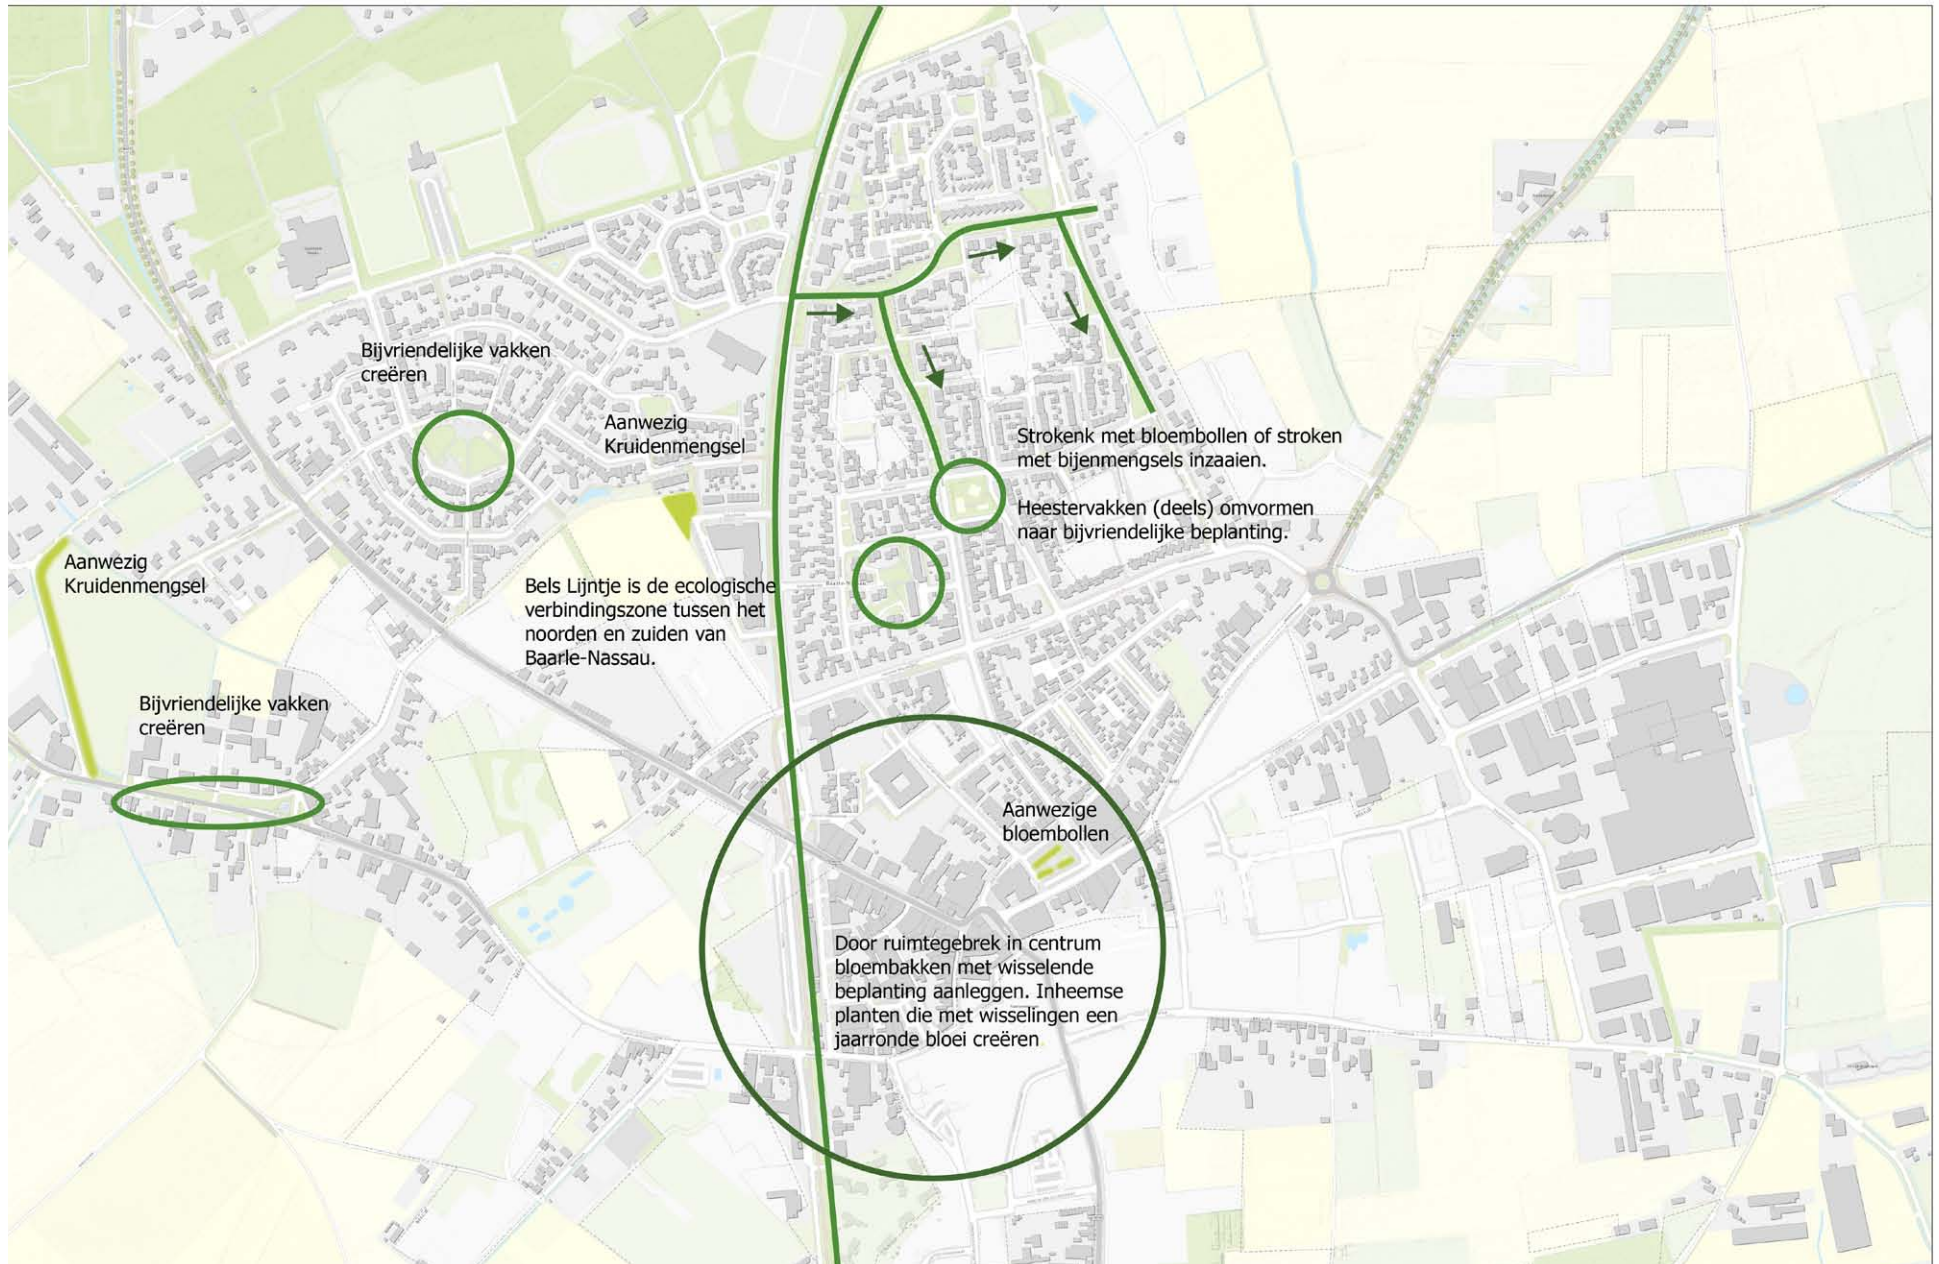 Bijvriendelijke vakken
creëren
Aanwezig
Kruidenmengsel
Strokenk met bloembollen of stroken
met bijenmengsels inzaaien.
Heestervakken (deels) omvormen
naar bijvriendelijke beplanting.
Aanwezig
Kruidenmengsel
Bels Lijntje is de ecologische
verbindingszone tussen het
noorden en zuiden van
Baarle-Nassau.
Bijvriendelijke vakken
creëren
Aanwezige
bloembollen
Door ruimtegebrek in centrum
bloembakken met wisselende
beplanting aanleggen. Inheemse
planten die met wisselingen een
jaarronde bloei creëren